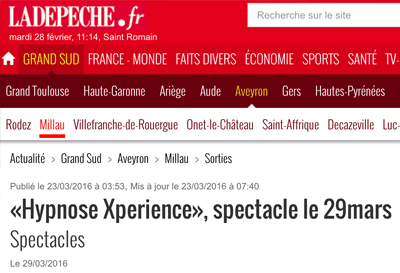 LADEPECHE.fr
Rechercher sur le site
mardi 28 février, 11:14, Saint Romain
GRAND SUD FRANCE - MONDE FAITS DIVERS ÉCONOMIE SPORTS SANTÉ TV-
Grand Toulouse Haute-Garonne Ariège Aude Aveyron Gers Hautes-Pyrénées
Rodez Millau Villefranche-de-Rouergue Onet-le-Château Saint-Affrique Decazeville Luc-
Actualité > Grand Sud > Aveyron > Millau > Sorties
Publié le 23/03/2016 à 03:53, Mis à jour le 23/03/2016 à 07:40
«Hypnose Xperience», spectacle le 29mars
Spectacles
Le 29/03/2016